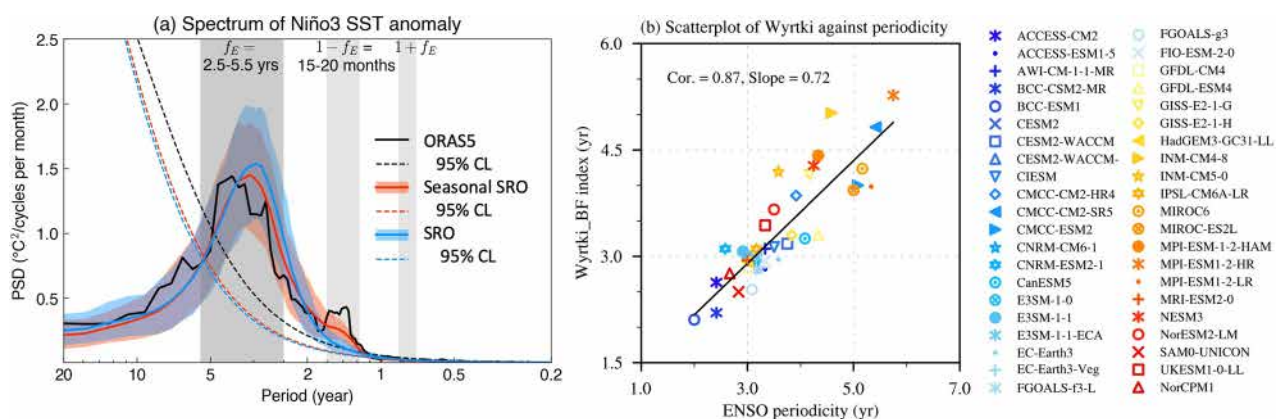 (a) Spectrum of Niño3 SST anomaly
2.5
2.0
1.5
1.0
0.5
PSD (°C²/cycles per month)
f_E =
2.5-5.5 yrs
1 − f_E =
15-20 months
1 + f_E
ORAS5
95% CL
Seasonal SRO
95% CL
SRO
95% CL
20 10 5 2 1 0.5 0.2
Period (year)
(b) Scatterplot of Wyrtki against periodicity
6.0
4.5
3.0
1.5
Wyrtki_BF index (yr)
Cor. = 0.87, Slope = 0.72
1.0 3.0 5.0 7.0
ENSO periodicity (yr)
ACCESS-CM2
ACCESS-ESM1-5
AWI-CM-1-1-MR
BCC-CSM2-MR
BCC-ESM1
CESM2
CESM2-WACCM
CESM2-WACCM-
CIESM
CMCC-CM2-HR4
CMCC-CM2-SR5
CMCC-ESM2
CNRM-CM6-1
CNRM-ESM2-1
CanESM5
E3SM-1-0
E3SM-1-1
E3SM-1-1-ECA
EC-Earth3
EC-Earth3-Veg
FGOALS-f3-L
FGOALS-g3
FIO-ESM-2-0
GFDL-CM4
GFDL-ESM4
GISS-E2-1-G
GISS-E2-1-H
HadGEM3-GC31-LL
INM-CM4-8
INM-CM5-0
IPSL-CM6A-LR
MIROC6
MIROC-ES2L
MPI-ESM-1-2-HAM
MPI-ESM1-2-HR
MPI-ESM1-2-LR
MRI-ESM2-0
NESM3
NorESM2-LM
SAM0-UNICON
UKESM1-0-LL
NorCPM1